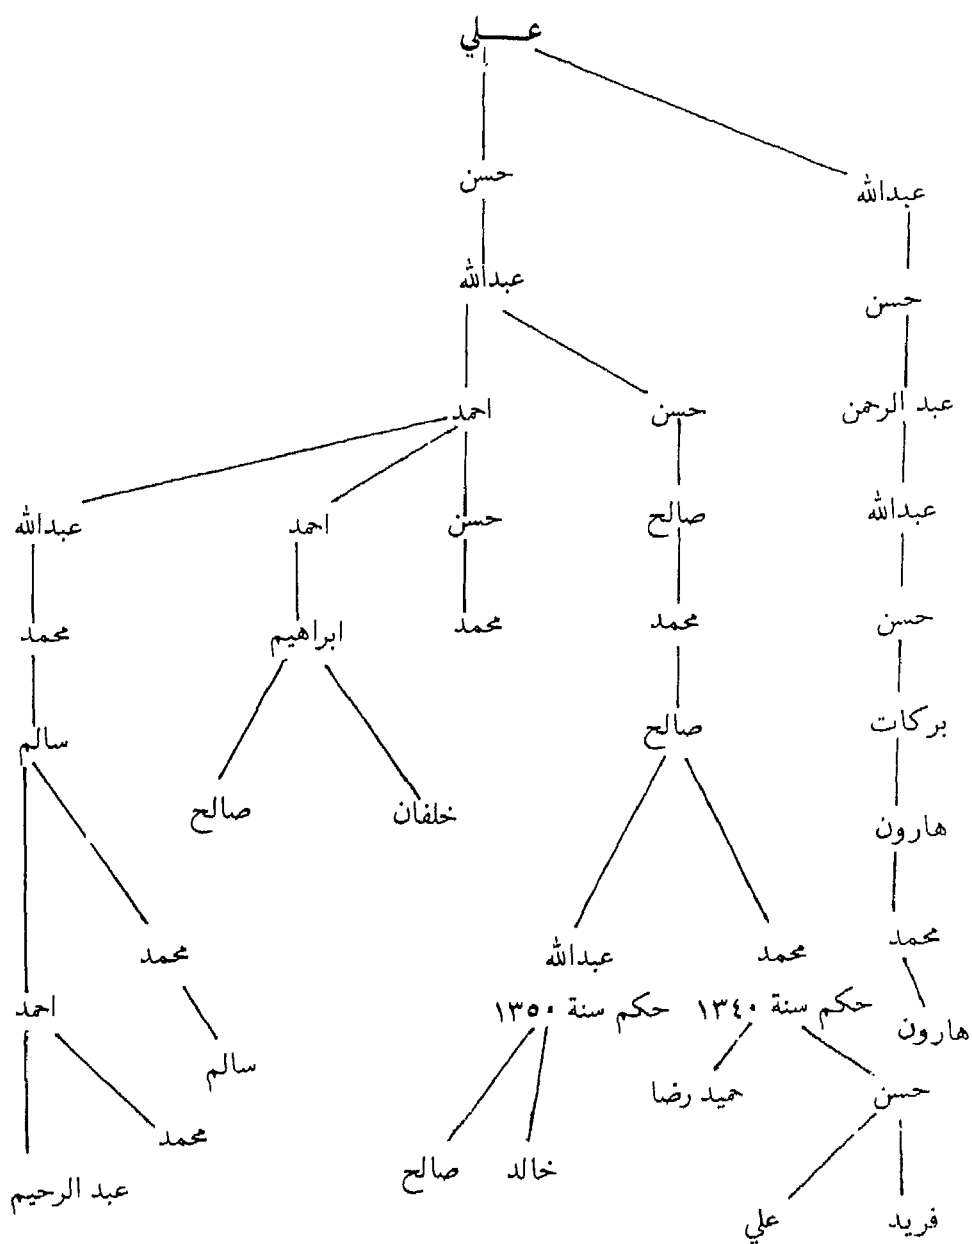 علي
عبدالله
حسن
حسن
عبدالله
عبد الرحمن
حسن
احمد
عبدالله
صالح
حسن
احمد
عبدالله
حسن
محمد
محمد
ابراهيم
محمد
بركات
صالح
سالم
هارون
خلفان
صالح
محمد
محمد
عبدالله
محمد
حكم سنة ١٣٤٠
حكم سنة ١٣٥٠
احمد
هارون
سالم
حسن
حميد رضا
محمد
خالد
صالح
عبد الرحيم
فريد
علي